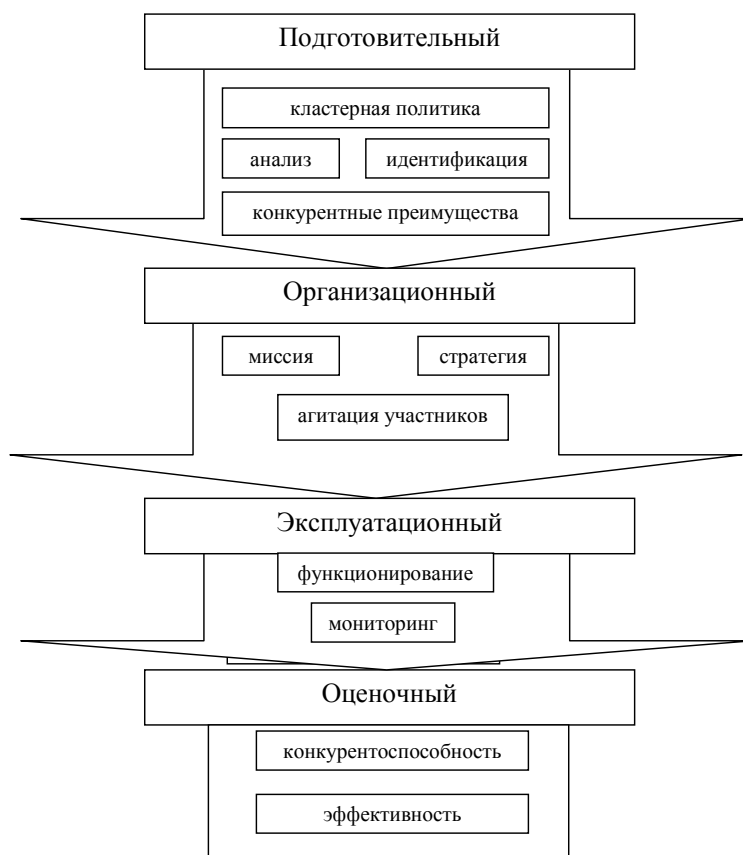 Подготовительный
кластерная политика
анализ
идентификация
конкурентные преимущества
Организационный
миссия
стратегия
агитация участников
Эксплуатационный
функционирование
мониторинг
Оценочный
конкурентоспособность
эффективность